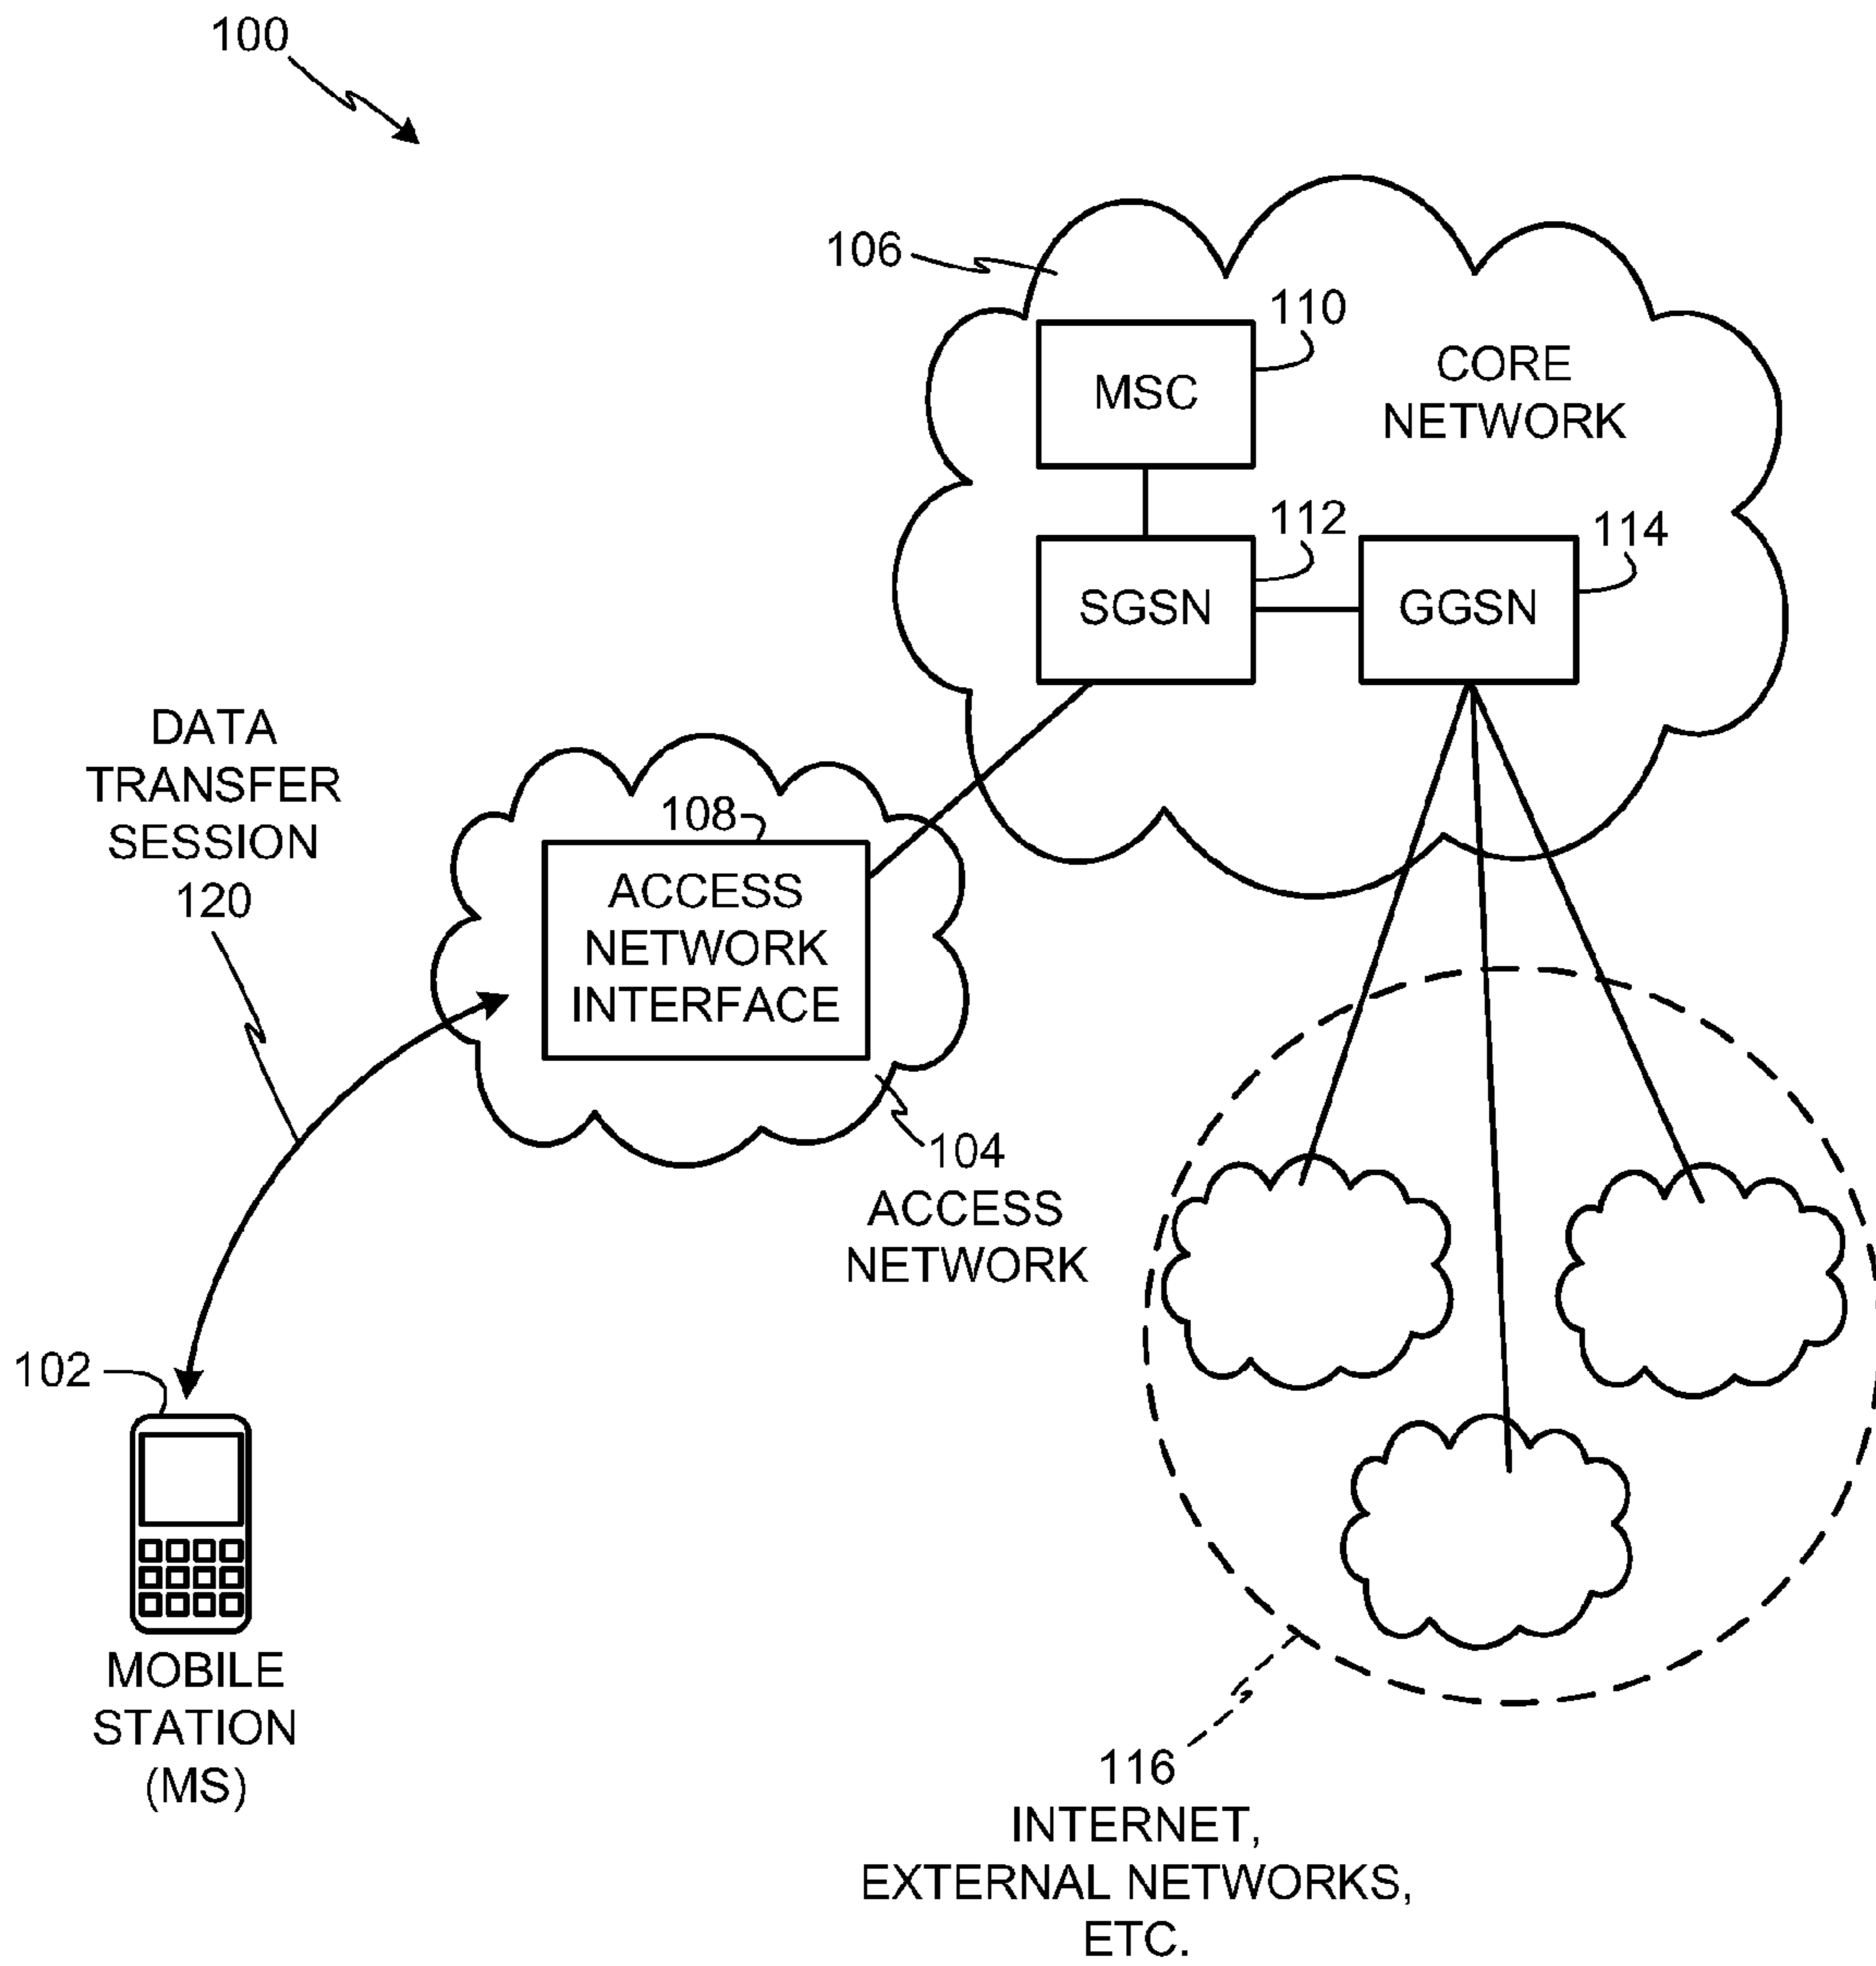 100
106
110
MSC
CORE
NETWORK
112
114
SGSN
GGSN
DATA
TRANSFER
SESSION
120
108
ACCESS
NETWORK
INTERFACE
104
ACCESS
NETWORK
102
MOBILE
STATION
(MS)
116
INTERNET,
EXTERNAL NETWORKS,
ETC.